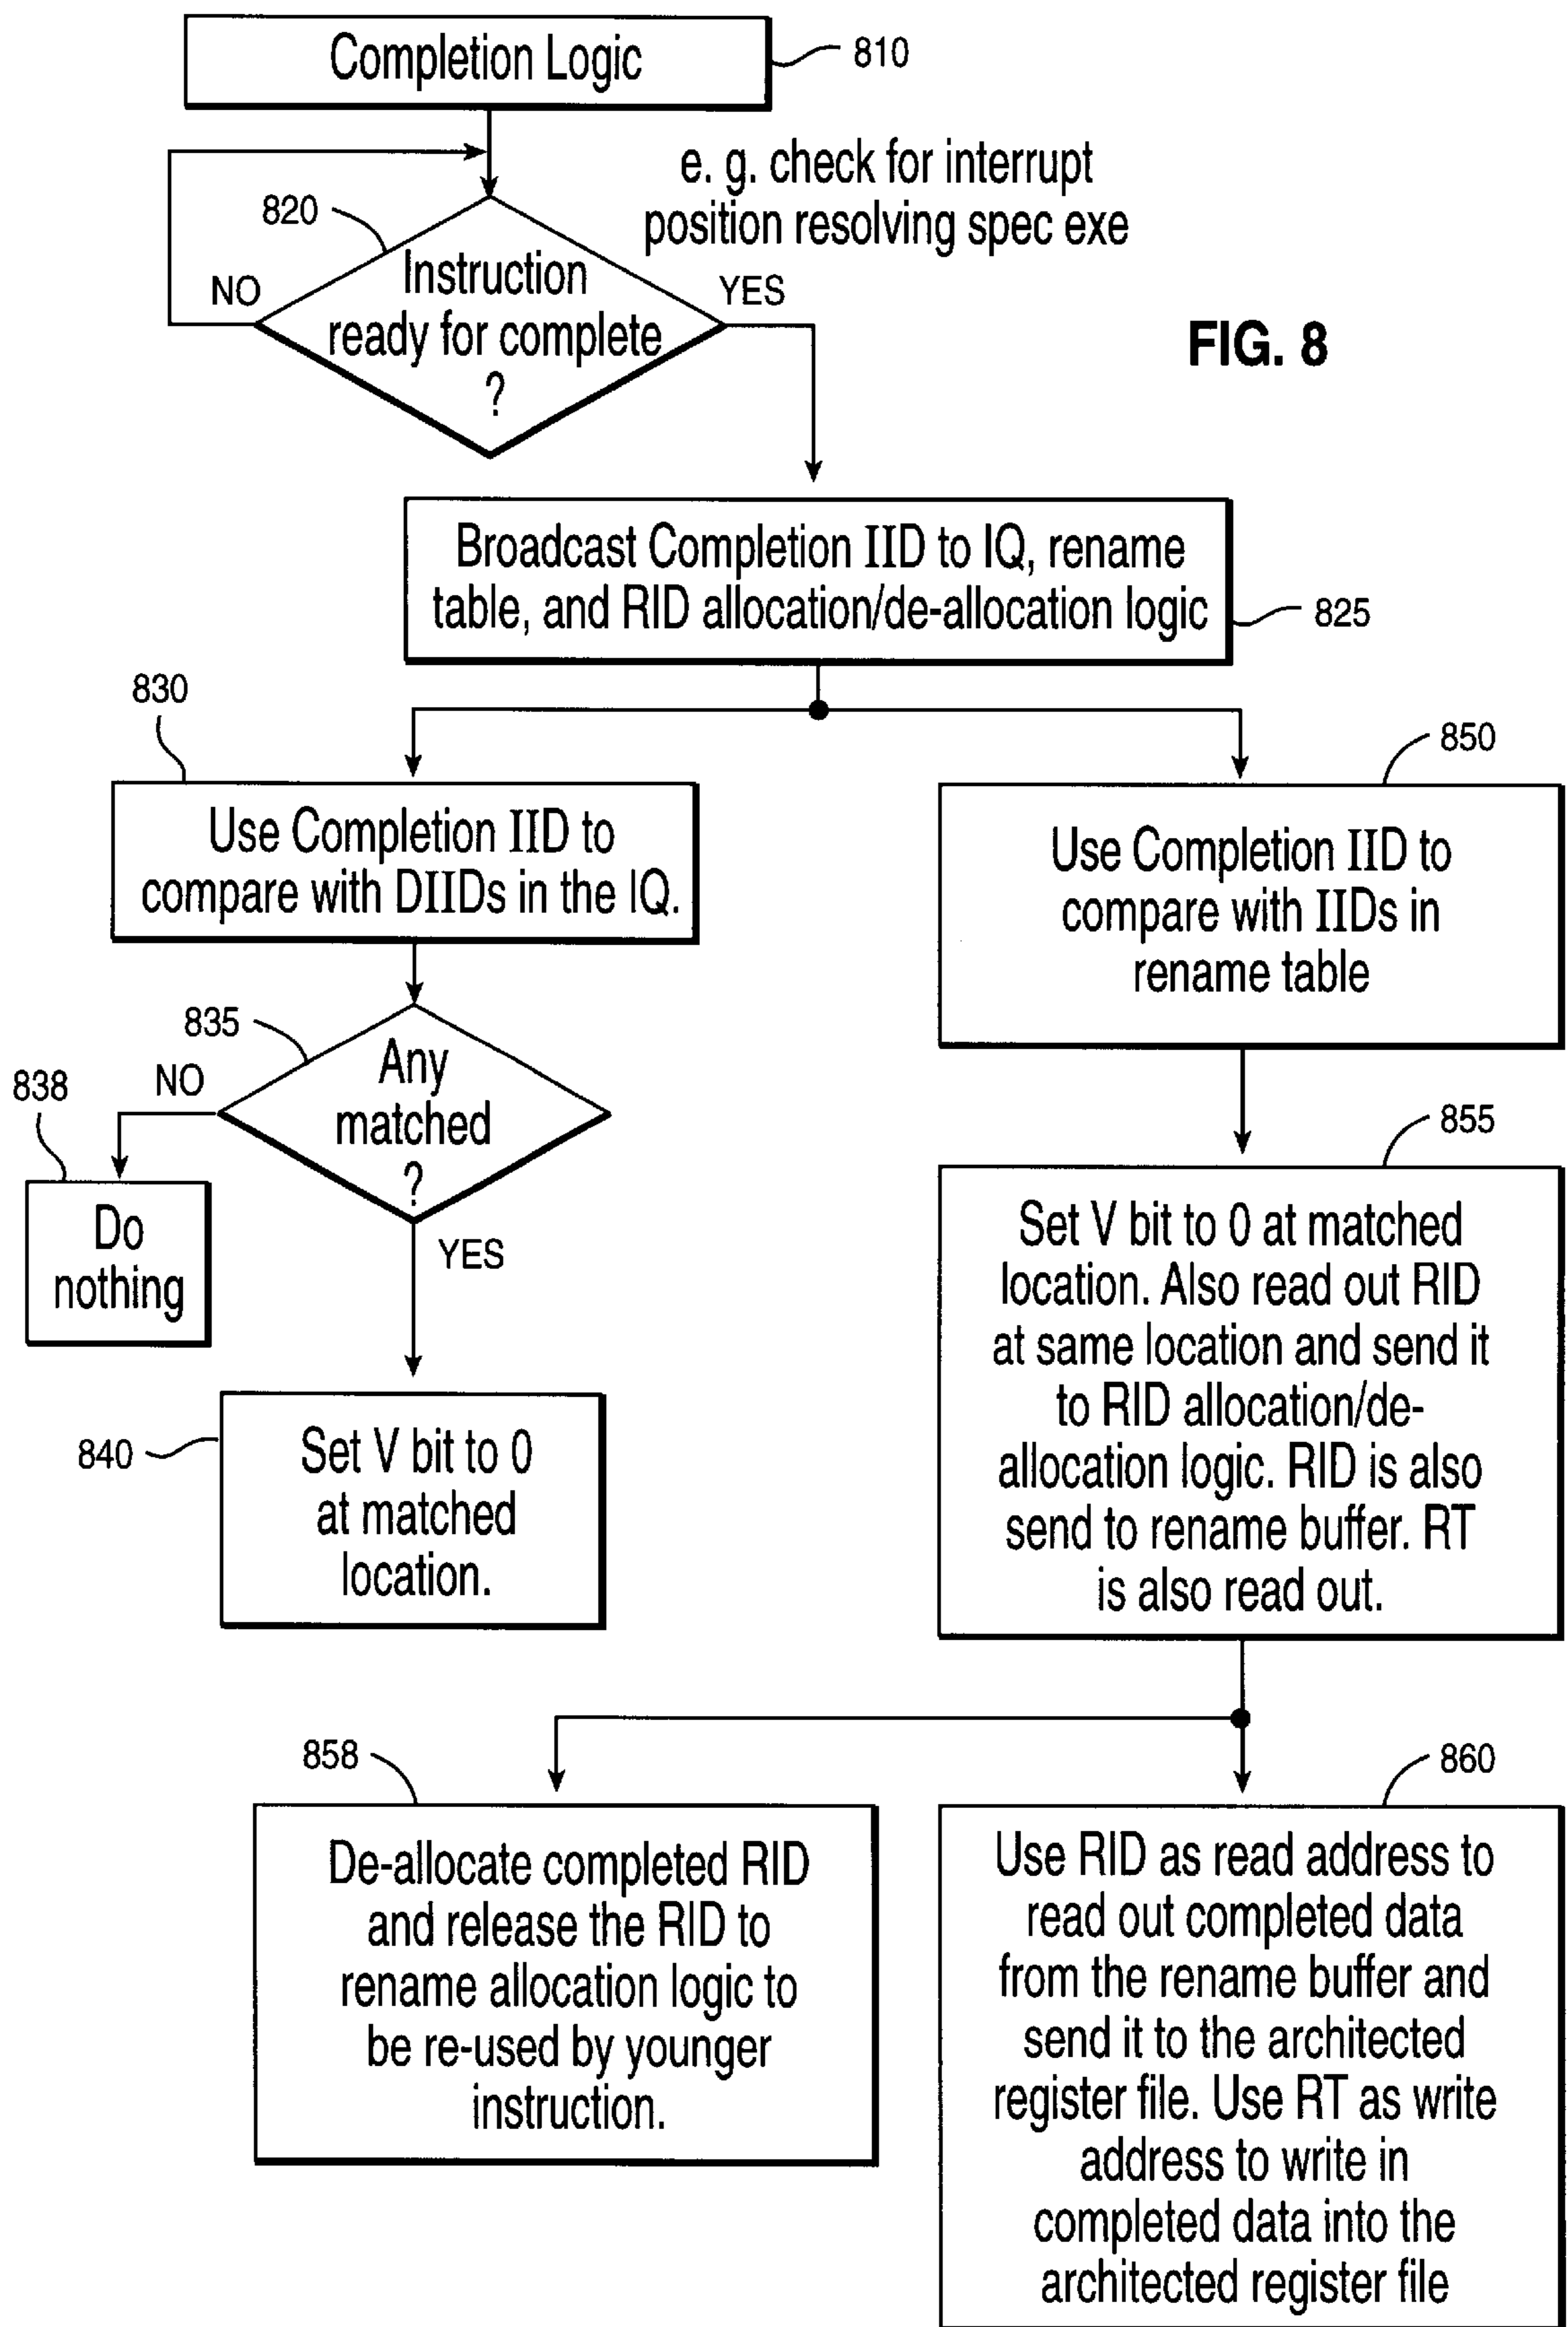 Completion Logic
810
e. g. check for interrupt
position resolving spec exe
820
Instruction
ready for complete
?
NO
YES
FIG. 8
Broadcast Completion IID to IQ, rename
table, and RID allocation/de-allocation logic
825
830
Use Completion IID to
compare with DIIDs in the IQ.
850
Use Completion IID to
compare with IIDs in
rename table
835
Any
matched
?
NO
YES
838
Do
nothing
840
Set V bit to 0
at matched
location.
855
Set V bit to 0 at matched
location. Also read out RID
at same location and send it
to RID allocation/de-
allocation logic. RID is also
send to rename buffer. RT
is also read out.
858
De-allocate completed RID
and release the RID to
rename allocation logic to
be re-used by younger
instruction.
860
Use RID as read address to
read out completed data
from the rename buffer and
send it to the architected
register file. Use RT as write
address to write in
completed data into the
architected register file